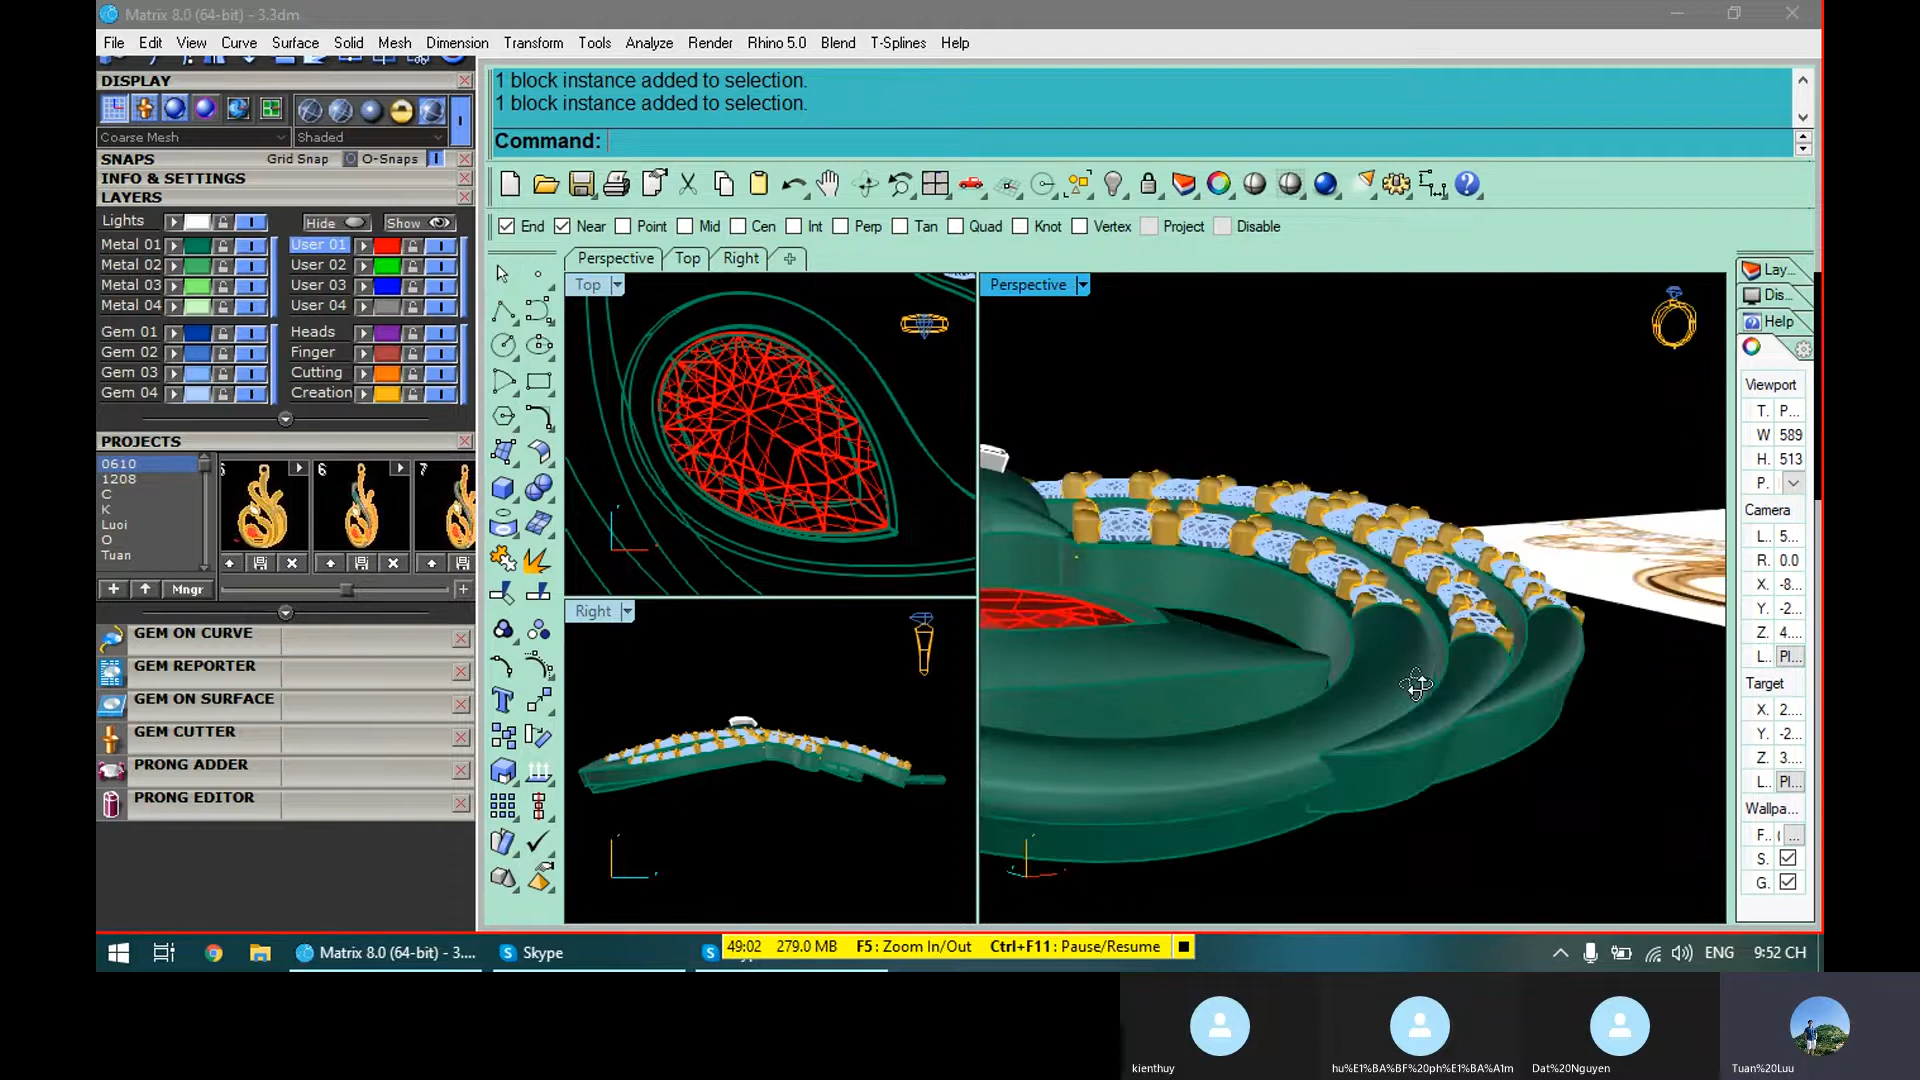 Matrix 8.0 (64-bit) - 3.3dm
File Edit View Curve Surface Solid Mesh Dimension Transform Tools Analyze Render Rhino 5.0 Blend T-Splines Help
DISPLAY
Coarse Mesh Shaded
SNAPS Grid Snap O-Snaps
INFO & SETTINGS
LAYERS
Lights Hide Show
Metal 01 User 01
Metal 02 User 02
Metal 03 User 03
Metal 04 User 04
Gem 01 Heads
Gem 02 Finger
Gem 03 Cutting
Gem 04 Creation
PROJECTS
0610
1208
C
K
Luoi
O
Tuan
6 7
Mngr
GEM ON CURVE
GEM REPORTER
GEM ON SURFACE
GEM CUTTER
PRONG ADDER
PRONG EDITOR
1 block instance added to selection.
1 block instance added to selection.
Command:
End Near Point Mid Cen Int Perp Tan Quad Knot Vertex Project Disable
Perspective Top Right
Top
Perspective
Right
Lay...
Dis...
Help
Viewport
T. P...
W 589
H. 513
P.
Camera
L.. 5...
R. 0.0
X. -8...
Y. -2...
Z. 4....
L.. Pl...
Target
X. 2....
Y. -2...
Z. 3....
L.. Pl...
Wallpa...
F.. ( ...
S.
G.
Matrix 8.0 (64-bit) - 3....
Skype
49:02 279.0 MB F5 : Zoom In/Out Ctrl+F11 : Pause/Resume
ENG 9:52 CH
kienthuy
hu%E1%BA%BF%20ph%E1%BA%A1m
Dat%20Nguyen
Tuan%20Luu